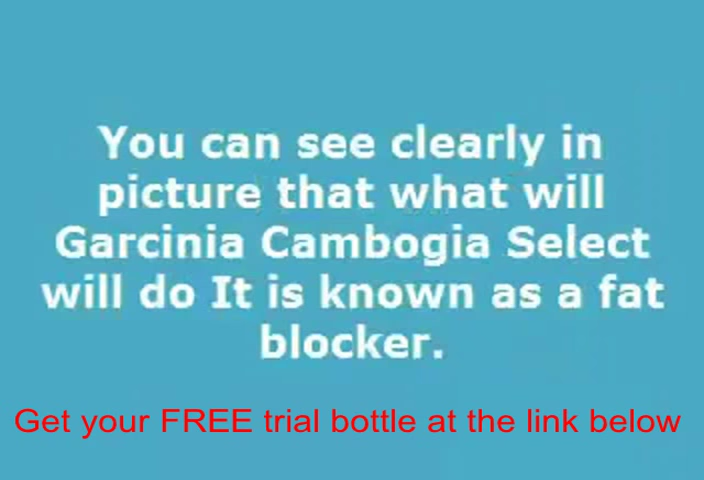 You can see clearly in
picture that what will
Garcinia Cambogia Select
will do It is known as a fat
blocker.
Get your FREE trial bottle at the link below